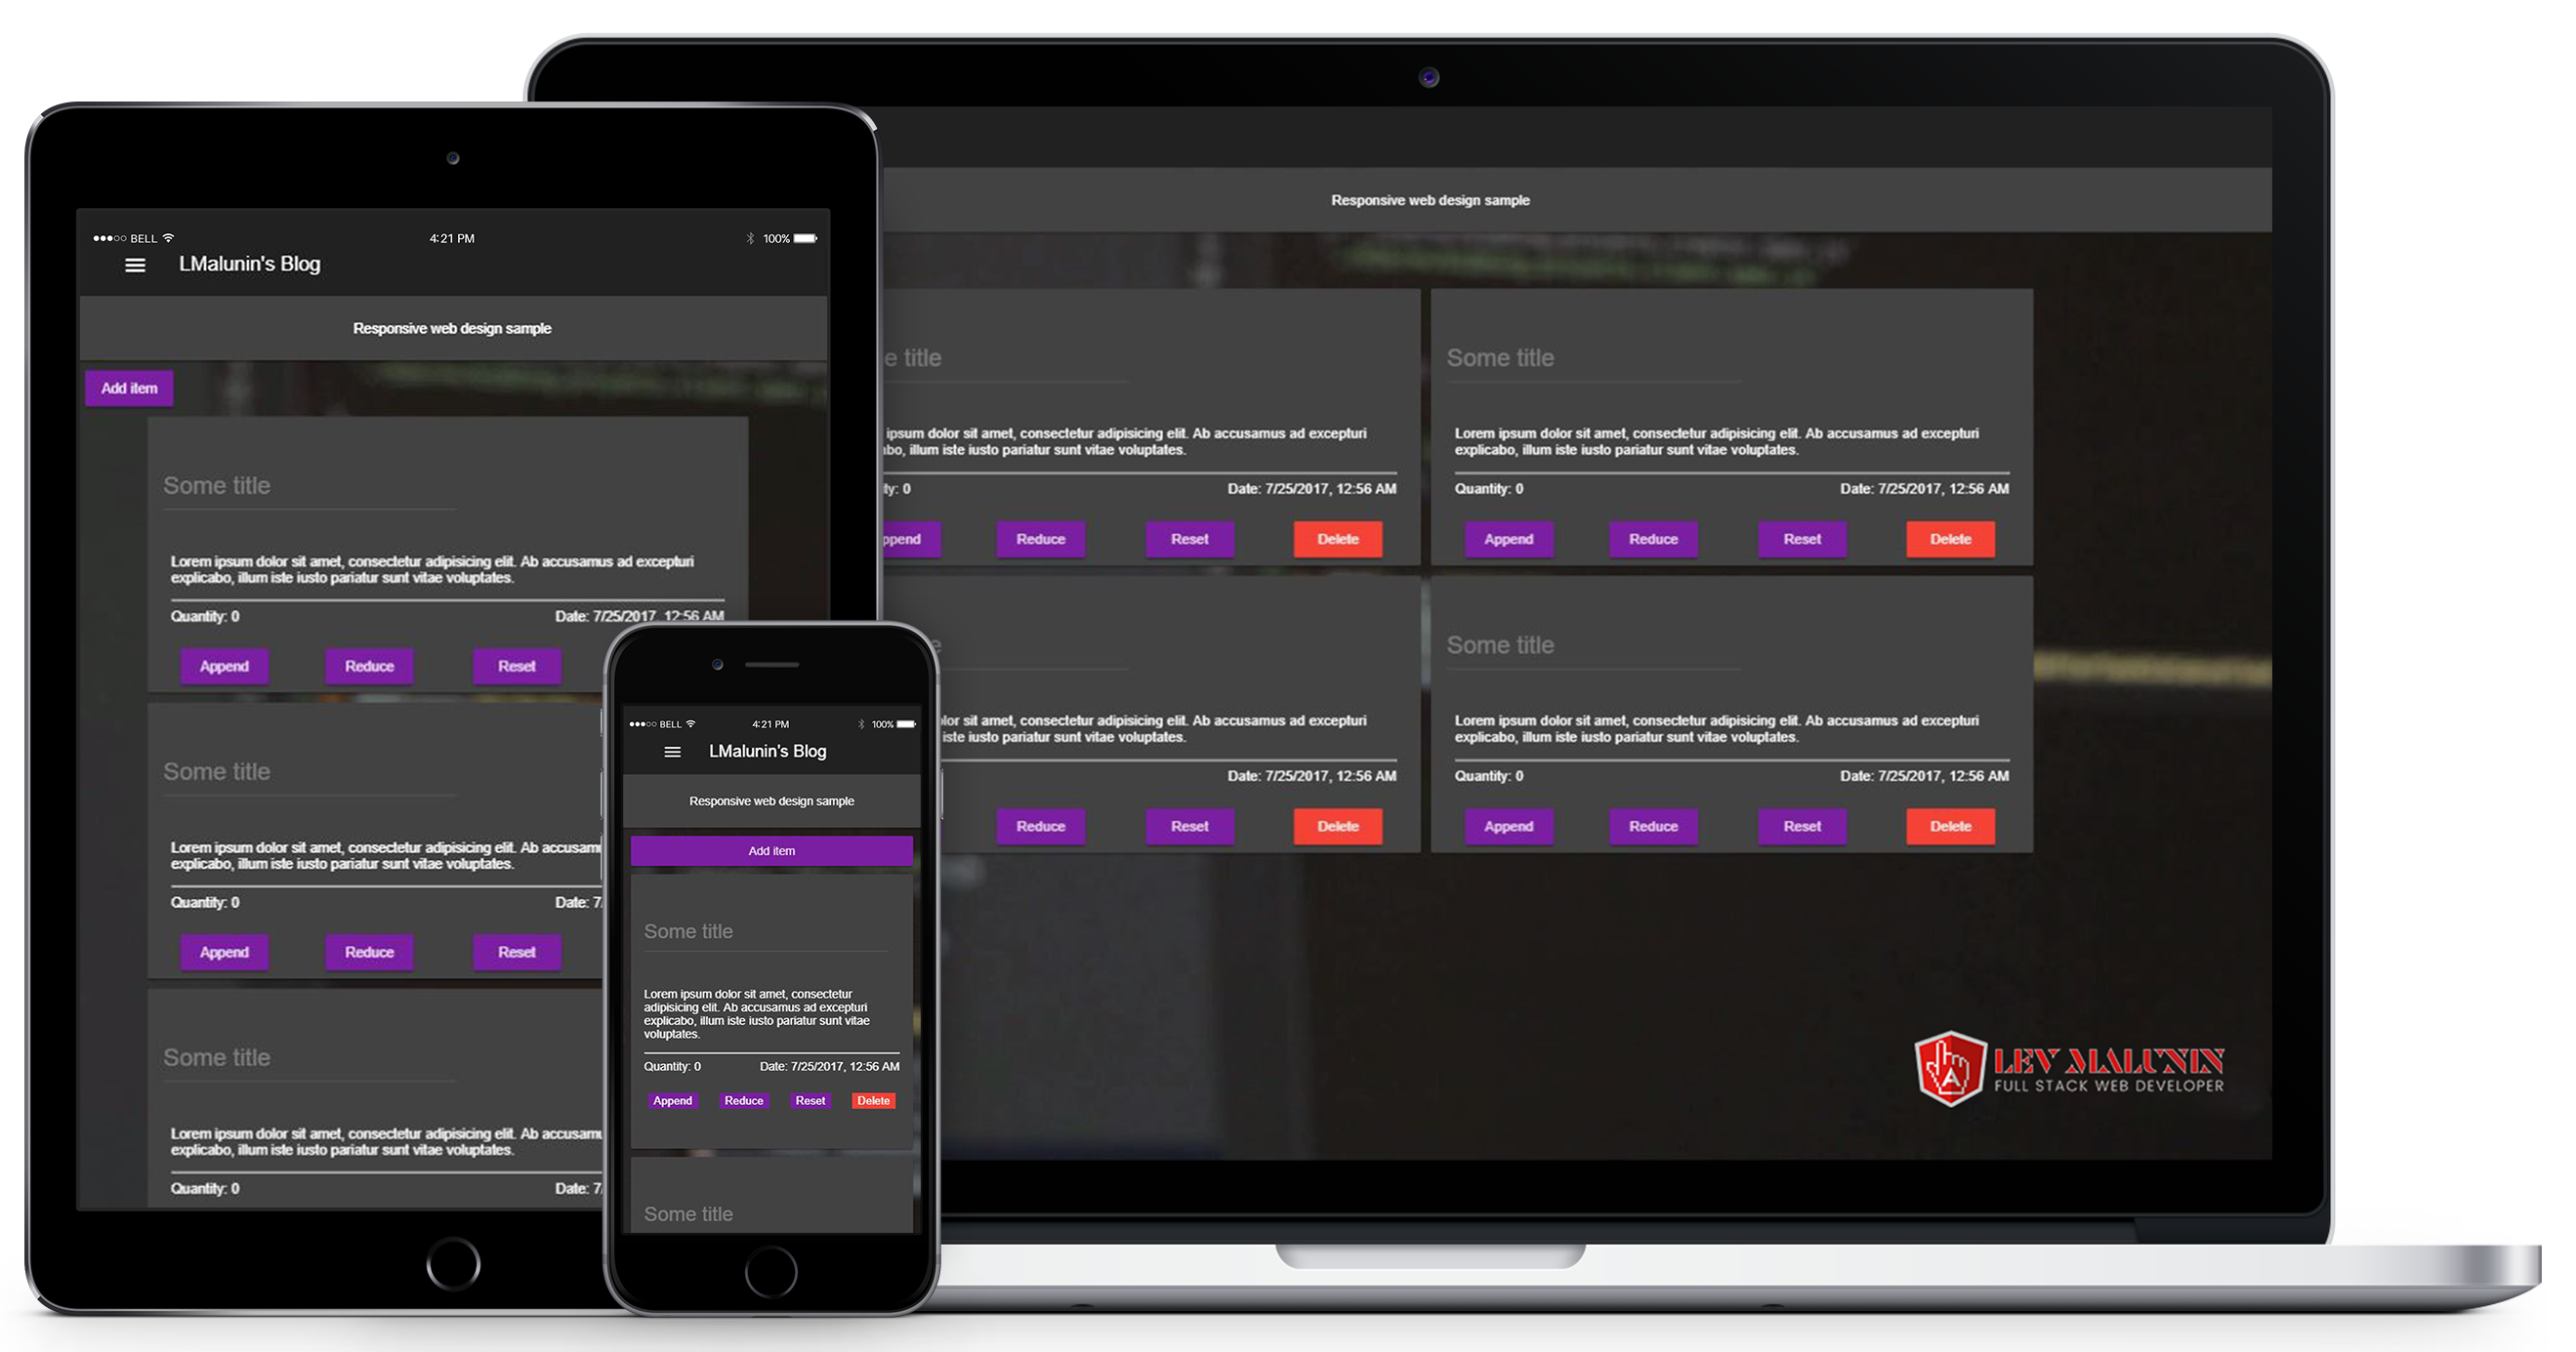 ●●●○○ BELL 4:21 PM 100%
LMalunin's Blog
Responsive web design sample
Add item
Some title
Lorem ipsum dolor sit amet, consectetur adipisicing elit. Ab accusamus ad excepturi
explicabo, illum iste iusto pariatur sunt vitae voluptates.
Quantity: 0 Date: 7/25/2017, 12:56 AM
Append Reduce Reset
Some title
Lorem ipsum dolor sit amet, consectetur adipisicing elit. Ab accusam
explicabo, illum iste iusto pariatur sunt vitae voluptates.
Quantity: 0 Date: 7/
Append Reduce Reset
Some title
Lorem ipsum dolor sit amet, consectetur adipisicing elit. Ab accusamu
explicabo, illum iste iusto pariatur sunt vitae voluptates.
Quantity: 0 Date: 7/
●●●○○ BELL 4:21 PM 100%
LMalunin's Blog
Responsive web design sample
Add item
Some title
Lorem ipsum dolor sit amet, consectetur
adipisicing elit. Ab accusamus ad excepturi
explicabo, illum iste iusto pariatur sunt vitae
voluptates.
Quantity: 0 Date: 7/25/2017, 12:56 AM
Append Reduce Reset Delete
Some title
Responsive web design sample
e title
ipsum dolor sit amet, consectetur adipisicing elit. Ab accusamus ad excepturi
abo, illum iste iusto pariatur sunt vitae voluptates.
ty: 0 Date: 7/25/2017, 12:56 AM
ppend Reduce Reset Delete
Some title
Lorem ipsum dolor sit amet, consectetur adipisicing elit. Ab accusamus ad excepturi
explicabo, illum iste iusto pariatur sunt vitae voluptates.
Quantity: 0 Date: 7/25/2017, 12:56 AM
Append Reduce Reset Delete
e
lor sit amet, consectetur adipisicing elit. Ab accusamus ad excepturi
iste iusto pariatur sunt vitae voluptates.
Date: 7/25/2017, 12:56 AM
Reduce Reset Delete
Some title
Lorem ipsum dolor sit amet, consectetur adipisicing elit. Ab accusamus ad excepturi
explicabo, illum iste iusto pariatur sunt vitae voluptates.
Quantity: 0 Date: 7/25/2017, 12:56 AM
Append Reduce Reset Delete
A
LEV MALUNIN
FULL STACK WEB DEVELOPER